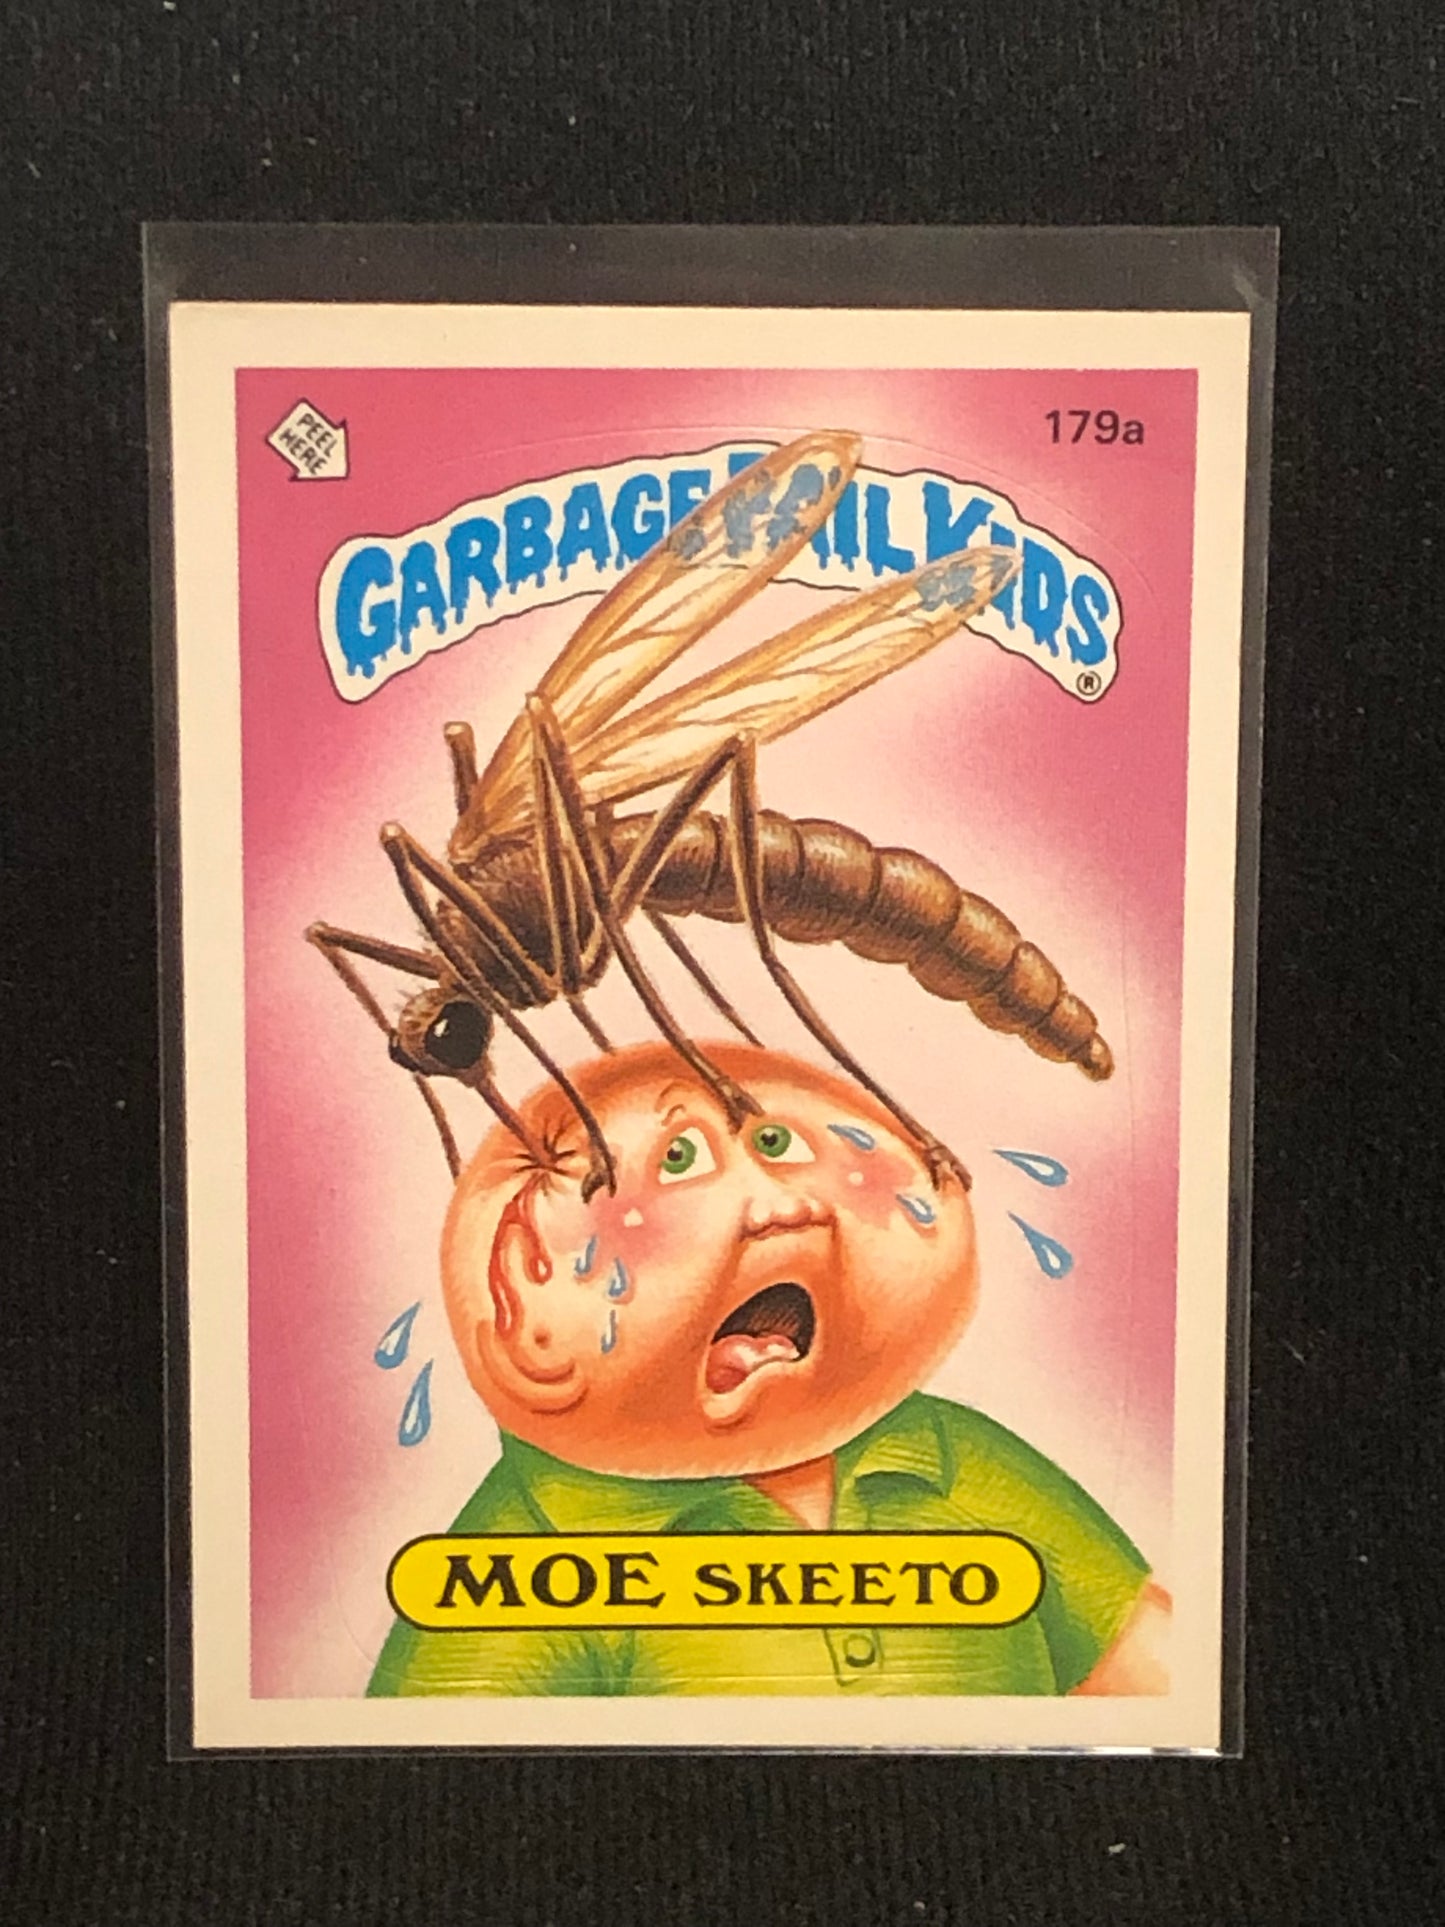 PEEL
HERE
179a
GARBAGE PAIL KIDS
®
MOE SKEETO